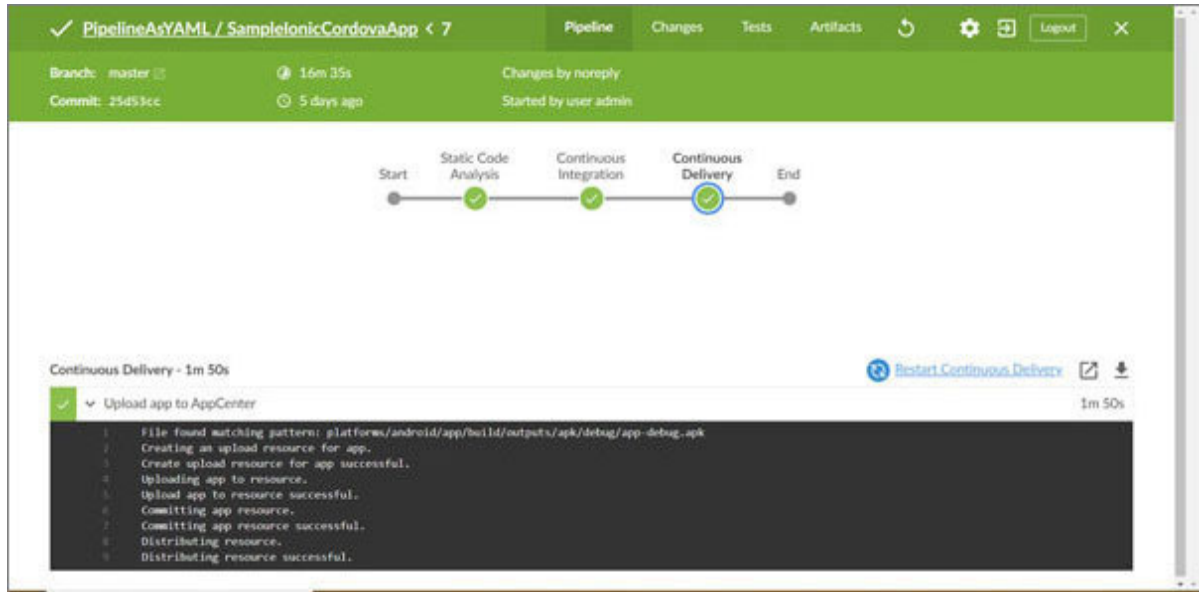 PipelineAsYAML / SampleIonicCordovaApp < 7 Pipeline Changes Tests Artifacts Logout
Branch: master 16m 35s Changes by noreply
Commit: 25d53cc 5 days ago Started by user admin
Start Static Code Analysis Continuous Integration Continuous Delivery End
Continuous Delivery - 1m 50s Restart Continuous Delivery
Upload app to AppCenter 1m 50s
1 File found matching pattern: platforms/android/app/build/outputs/apk/debug/app-debug.apk
2 Creating an upload resource for app.
3 Create upload resource for app successful.
4 Uploading app to resource.
5 Upload app to resource successful.
6 Committing app resource.
7 Committing app resource successful.
8 Distributing resource.
9 Distributing resource successful.